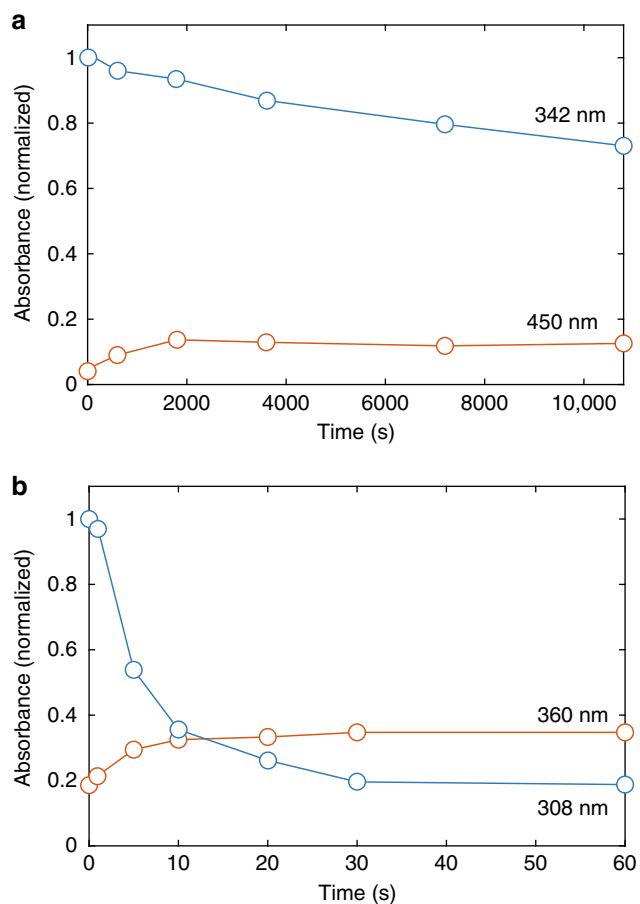 a
1
0.8
0.6
0.4
0.2
0
Absorbance (normalized)
342 nm
450 nm
0 2000 4000 6000 8000 10,000
Time (s)
b
1
0.8
0.6
0.4
0.2
0
Absorbance (normalized)
360 nm
308 nm
0 10 20 30 40 50 60
Time (s)